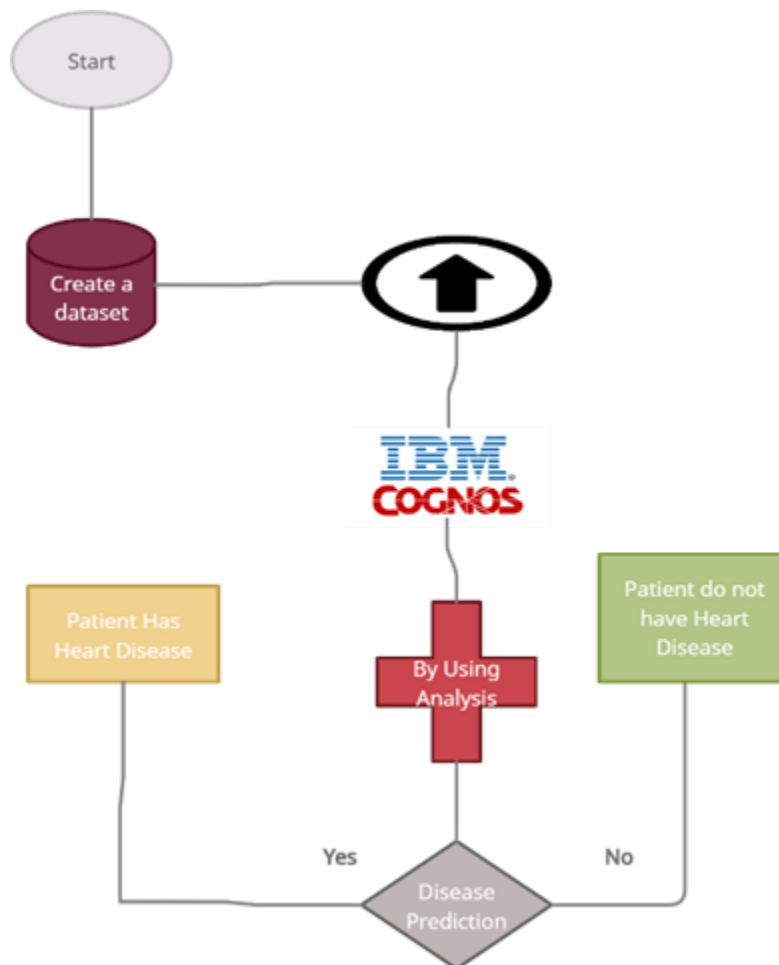 Start
Create a
dataset
IBM.
COGNOS
Patient Has
Heart Disease
By Using
Analysis
Patient do not
have Heart
Disease
Yes
No
Disease
Prediction